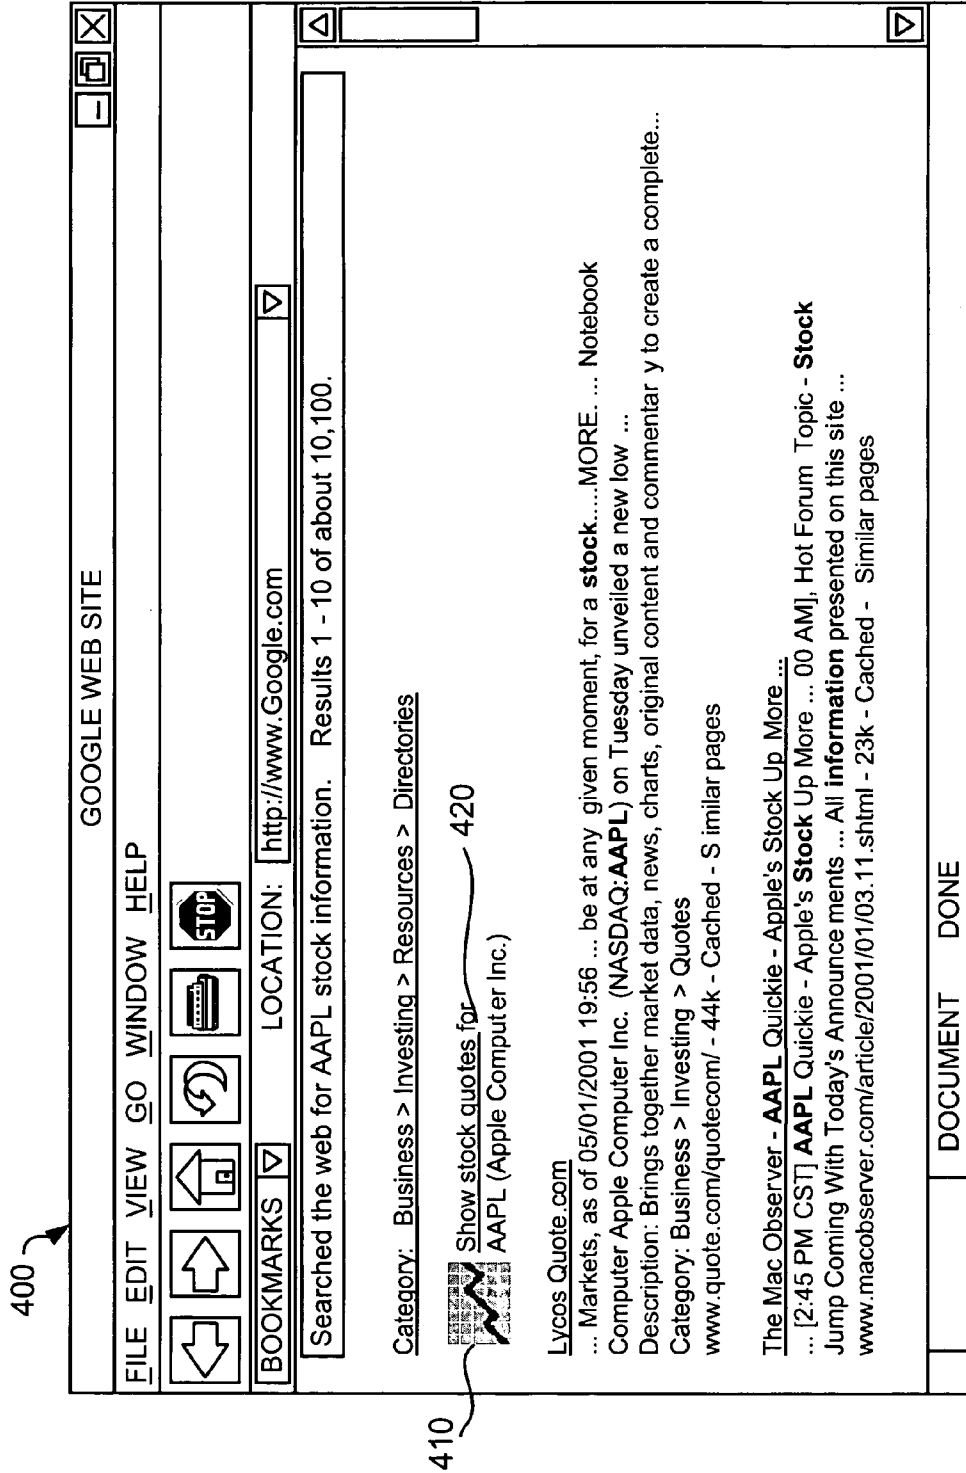 400
GOOGLE WEB SITE
FILE EDIT VIEW GO WINDOW HELP
STOP
BOOKMARKS LOCATION: http://www.Google.com
Searched the web for AAPL stock information. Results 1 - 10 of about 10,100.
Category: Business > Investing > Resources > Directories
410
Show stock quotes for
420
AAPL (Apple Computer Inc.)
Lycos Quote.com
... Markets, as of 05/01/2001 19:56 ... be at any given moment, for a stock.....MORE. ... Notebook
Computer Apple Computer Inc. (NASDAQ:AAPL) on Tuesday unveiled a new low ...
Description: Brings together market data, news, charts, original content and commentar y to create a complete...
Category: Business > Investing > Quotes
www.quote.com/quotecom/ - 44k - Cached - S imilar pages
The Mac Observer - AAPL Quickie - Apple's Stock Up More ...
... [2:45 PM CST] AAPL Quickie - Apple's Stock Up More ... 00 AM], Hot Forum Topic - Stock
Jump Coming With Today's Announce ments ... All information presented on this site ...
www.macobserver.com/article/2001/01/03.11.shtml - 23k - Cached - Similar pages
DOCUMENT DONE